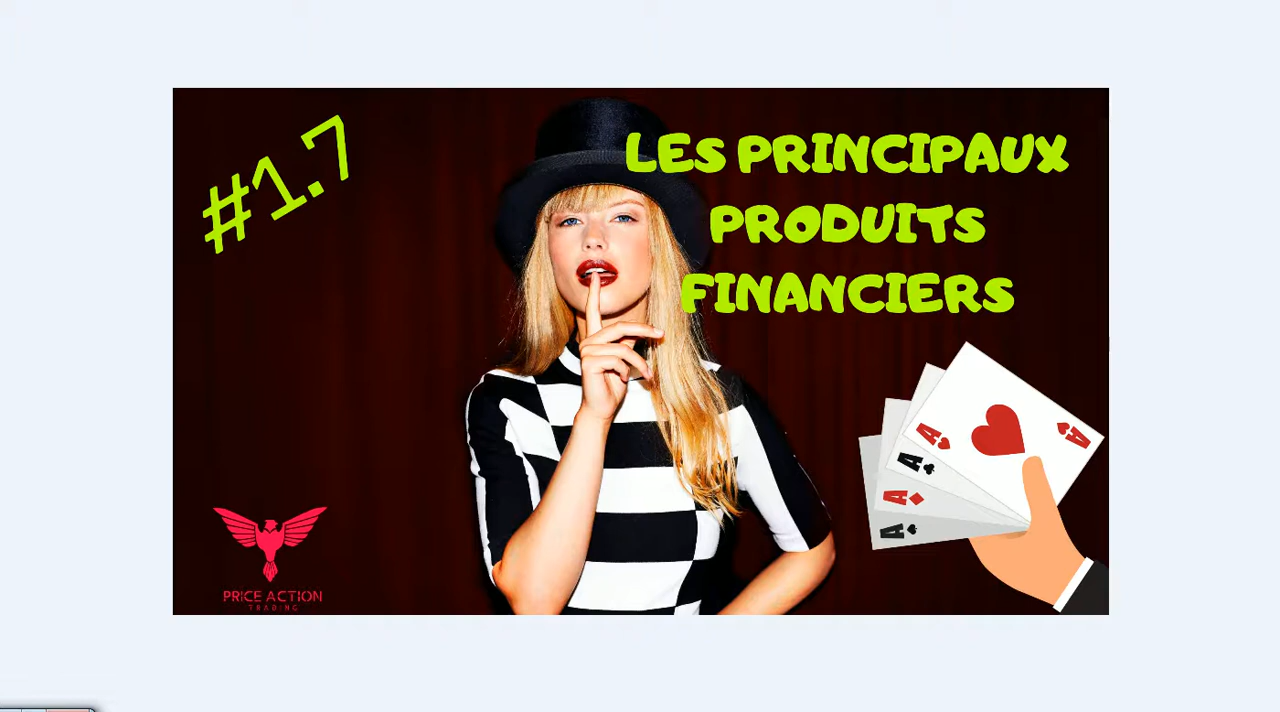 #1.7
LES PRINCIPAUX
PRODUITS
FINANCIERS
A
A
A
A
A
PRICE ACTION
TRADING